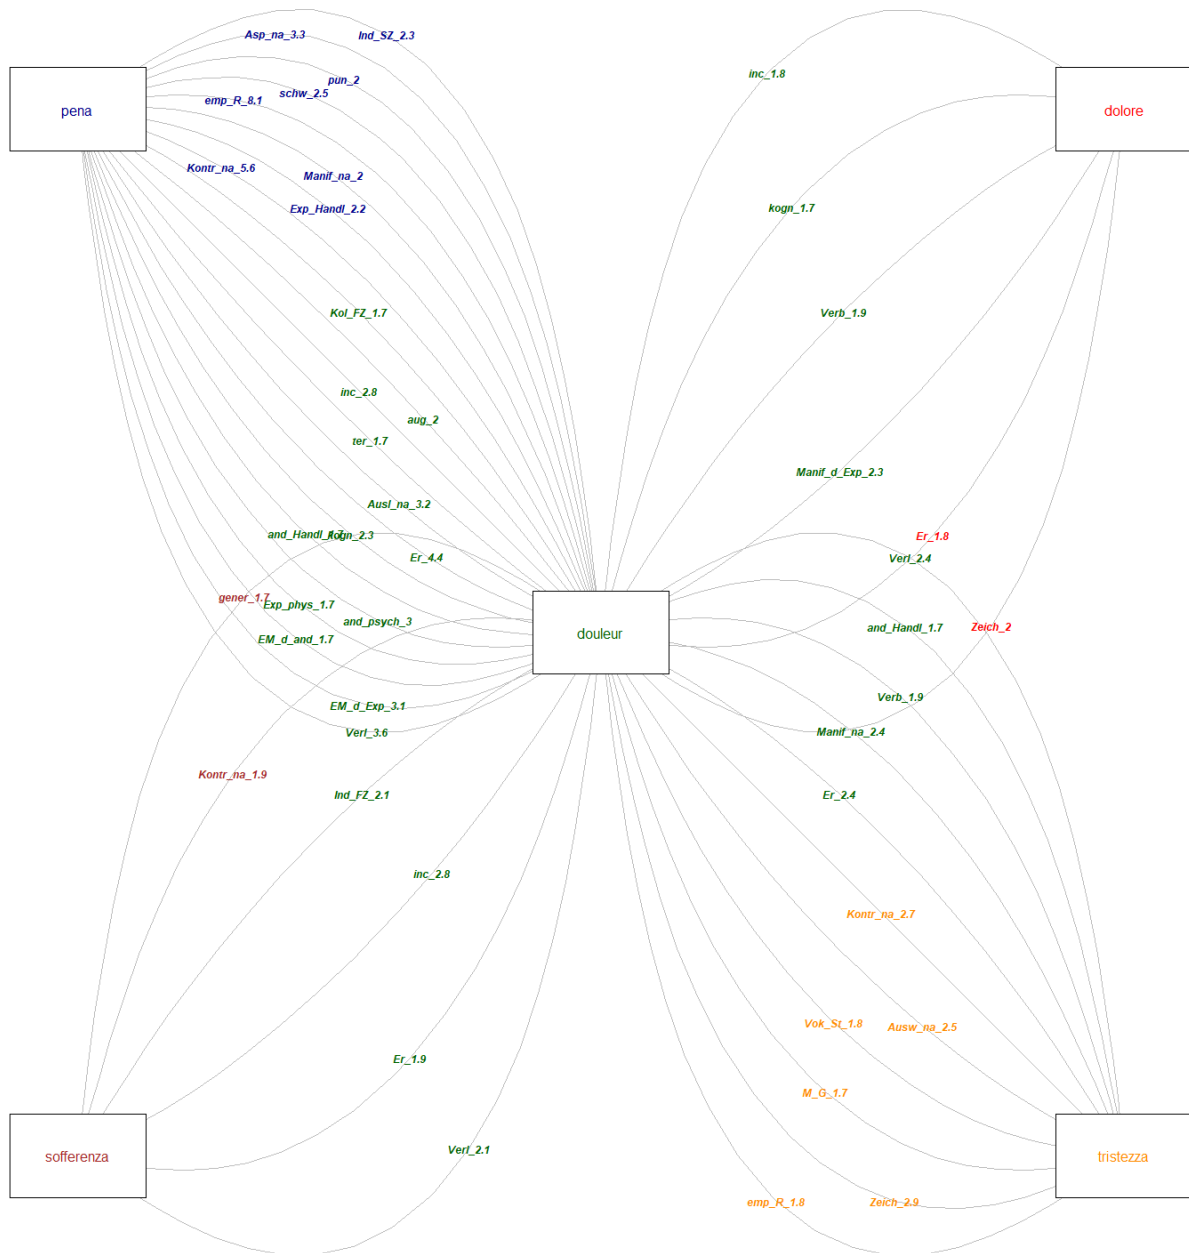 Asp_na_3.3
Ind_SZ_2.3
inc_1.8
pun_2
schw_2.5
emp_R_8.1
pena
dolore
Kontr_na_5.6
Manif_na_2
Exp_Handl_2.2
kogn_1.7
Kol_FZ_1.7
Verb_1.9
inc_2.8
aug_2
ter_1.7
Manif_d_Exp_2.3
Ausl_na_3.2
and_Handl_1.7
kogn_2.3
Er_1.8
Er_4.4
Verl_2.4
gener_1.7
Exp_phys_1.7
and_psych_3
and_Handl_1.7
Zeich_2
EM_d_and_1.7
douleur
EM_d_Exp_3.1
Verb_1.9
Verl_3.6
Manif_na_2.4
Kontr_na_1.9
Ind_FZ_2.1
Er_2.4
inc_2.8
Kontr_na_2.7
Vok_St_1.8
Ausw_na_2.5
Er_1.9
M_G_1.7
Verl_2.1
sofferenza
tristezza
emp_R_1.8
Zeich_2.9